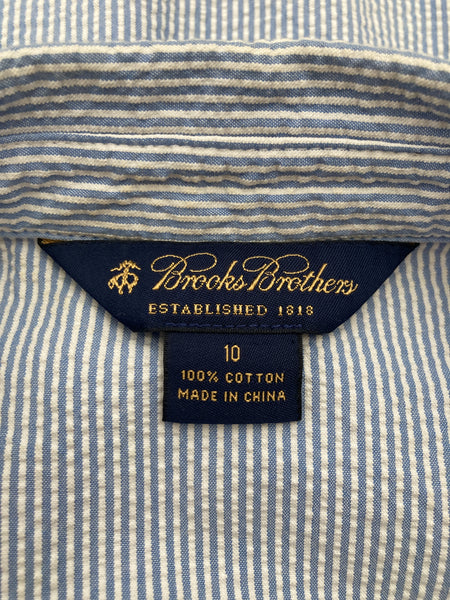 Brooks Brothers
ESTABLISHED 1818
10
100% COTTON
MADE IN CHINA